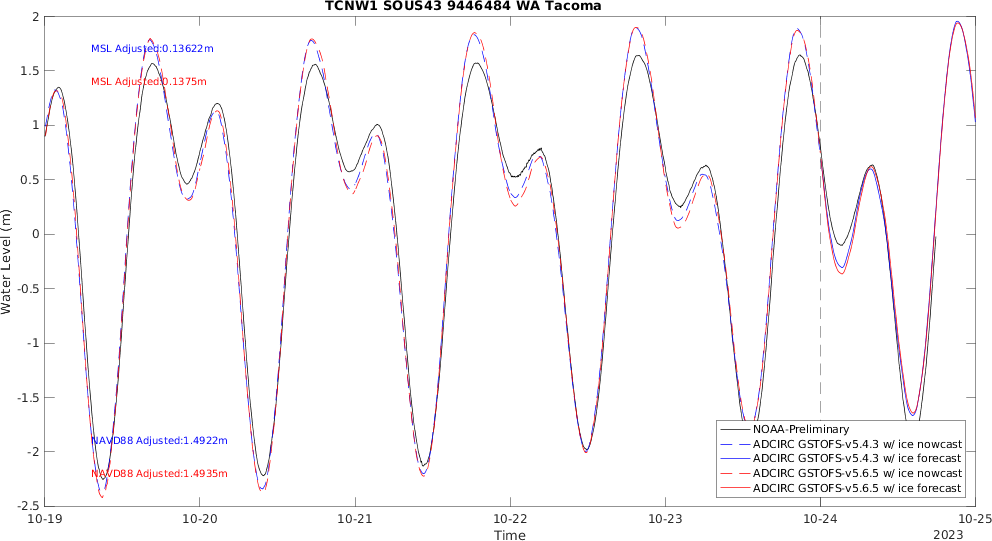 TCNW1 SOUS43 9446484 WA Tacoma
2
1.5
1
0.5
0
-0.5
-1
-1.5
-2
-2.5
Water Level (m)
MSL Adjusted:0.13622m
MSL Adjusted:0.1375m
NAVD88 Adjusted:1.4922m
NAVD88 Adjusted:1.4935m
NOAA-Preliminary
ADCIRC GSTOFS-v5.4.3 w/ ice nowcast
ADCIRC GSTOFS-v5.4.3 w/ ice forecast
ADCIRC GSTOFS-v5.6.5 w/ ice nowcast
ADCIRC GSTOFS-v5.6.5 w/ ice forecast
10-19 10-20 10-21 10-22 10-23 10-24 10-25
Time
2023